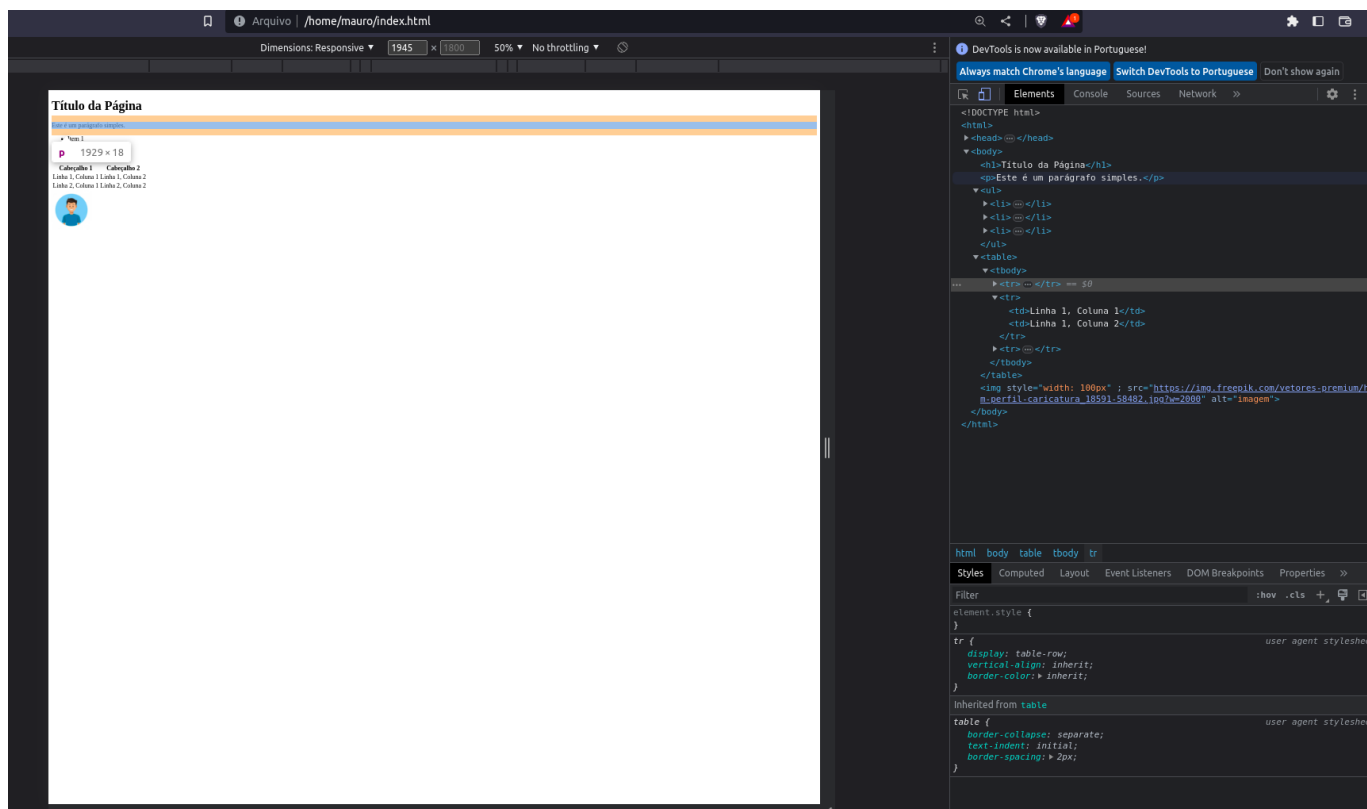 Arquivo | /home/mauro/index.html
Dimensions: Responsive ▼ 1945 × 1800 50% ▼ No throttling ▼
Título da Página
Este é um parágrafo simples.
Item 1
p 1929 × 18
Cabeçalho 1 Cabeçalho 2
Linha 1, Coluna 1 Linha 1, Coluna 2
Linha 2, Coluna 1 Linha 2, Coluna 2
DevTools is now available in Portuguese!
Always match Chrome's language Switch DevTools to Portuguese Don't show again
Elements Console Sources Network »
<!DOCTYPE html>
<html>
▶<head>⋯</head>
▼<body>
<h1>Título da Página</h1>
<p>Este é um parágrafo simples.</p>
▼<ul>
▶<li>⋯</li>
▶<li>⋯</li>
▶<li>⋯</li>
</ul>
▼<table>
▼<tbody>
⋯ ▶<tr>⋯</tr> == $0
▼<tr>
<td>Linha 1, Coluna 1</td>
<td>Linha 1, Coluna 2</td>
</tr>
▶<tr>⋯</tr>
</tbody>
</table>
<img style="width: 100px" ; src="https://img.freepik.com/vetores-premium/h
m-perfil-caricatura_18591-58482.jpg?w=2000" alt="imagem">
</body>
</html>
html body table tbody tr
Styles Computed Layout Event Listeners DOM Breakpoints Properties »
Filter :hov .cls +
element.style {
}
tr { user agent styleshe
display: table-row;
vertical-align: inherit;
border-color: ▶ inherit;
}
Inherited from table
table { user agent styleshe
border-collapse: separate;
text-indent: initial;
border-spacing: ▶ 2px;
}